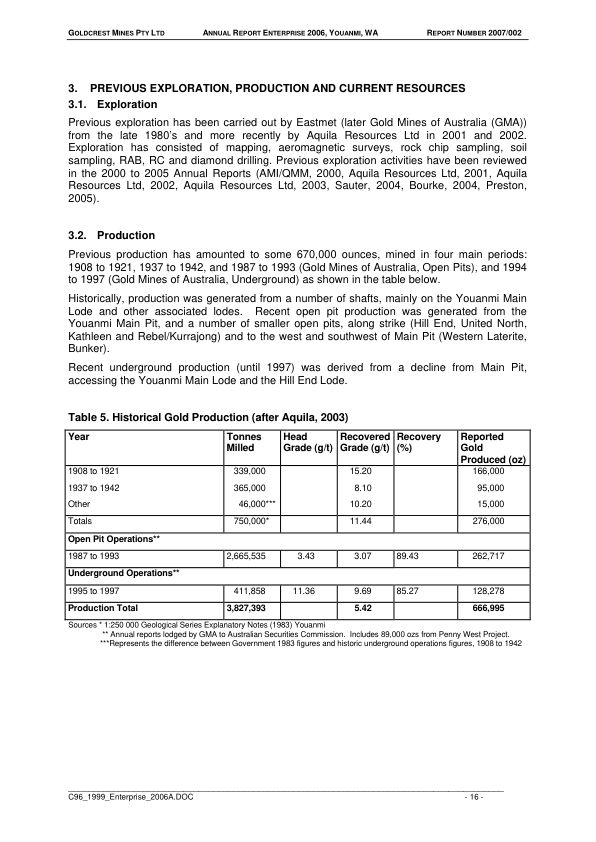 GOLDCREST MINES PTY LTD ANNUAL REPORT ENTERPRISE 2006, YOUANMI, WA REPORT NUMBER 2007/002
3. PREVIOUS EXPLORATION, PRODUCTION AND CURRENT RESOURCES
3.1. Exploration
Previous exploration has been carried out by Eastmet (later Gold Mines of Australia (GMA))
from the late 1980's and more recently by Aquila Resources Ltd in 2001 and 2002.
Exploration has consisted of mapping, aeromagnetic surveys, rock chip sampling, soil
sampling, RAB, RC and diamond drilling. Previous exploration activities have been reviewed
in the 2000 to 2005 Annual Reports (AMI/QMM, 2000, Aquila Resources Ltd, 2001, Aquila
Resources Ltd, 2002, Aquila Resources Ltd, 2003, Sauter, 2004, Bourke, 2004, Preston,
2005).
3.2. Production
Previous production has amounted to some 670,000 ounces, mined in four main periods:
1908 to 1921, 1937 to 1942, and 1987 to 1993 (Gold Mines of Australia, Open Pits), and 1994
to 1997 (Gold Mines of Australia, Underground) as shown in the table below.
Historically, production was generated from a number of shafts, mainly on the Youanmi Main
Lode and other associated lodes. Recent open pit production was generated from the
Youanmi Main Pit, and a number of smaller open pits, along strike (Hill End, United North,
Kathleen and Rebel/Kurrajong) and to the west and southwest of Main Pit (Western Laterite,
Bunker).
Recent underground production (until 1997) was derived from a decline from Main Pit,
accessing the Youanmi Main Lode and the Hill End Lode.
Table 5. Historical Gold Production (after Aquila, 2003)
Year Tonnes Head Recovered Recovery Reported
Milled Grade (g/t) Grade (g/t) (%) Gold
Produced (oz)
1908 to 1921 339,000 15.20 166,000
1937 to 1942 365,000 8.10 95,000
Other 46,000*** 10.20 15,000
Totals 750,000* 11.44 276,000
Open Pit Operations**
1987 to 1993 2,665,535 3.43 3.07 89.43 262,717
Underground Operations**
1995 to 1997 411,858 11.36 9.69 85.27 128,278
Production Total 3,827,393 5.42 666,995
Sources * 1:250 000 Geological Series Explanatory Notes (1983) Youanmi
** Annual reports lodged by GMA to Australian Securities Commission. Includes 89,000 ozs from Penny West Project.
***Represents the difference between Government 1983 figures and historic underground operations figures, 1908 to 1942
C96_1999_Enterprise_2006A.DOC - 16 -